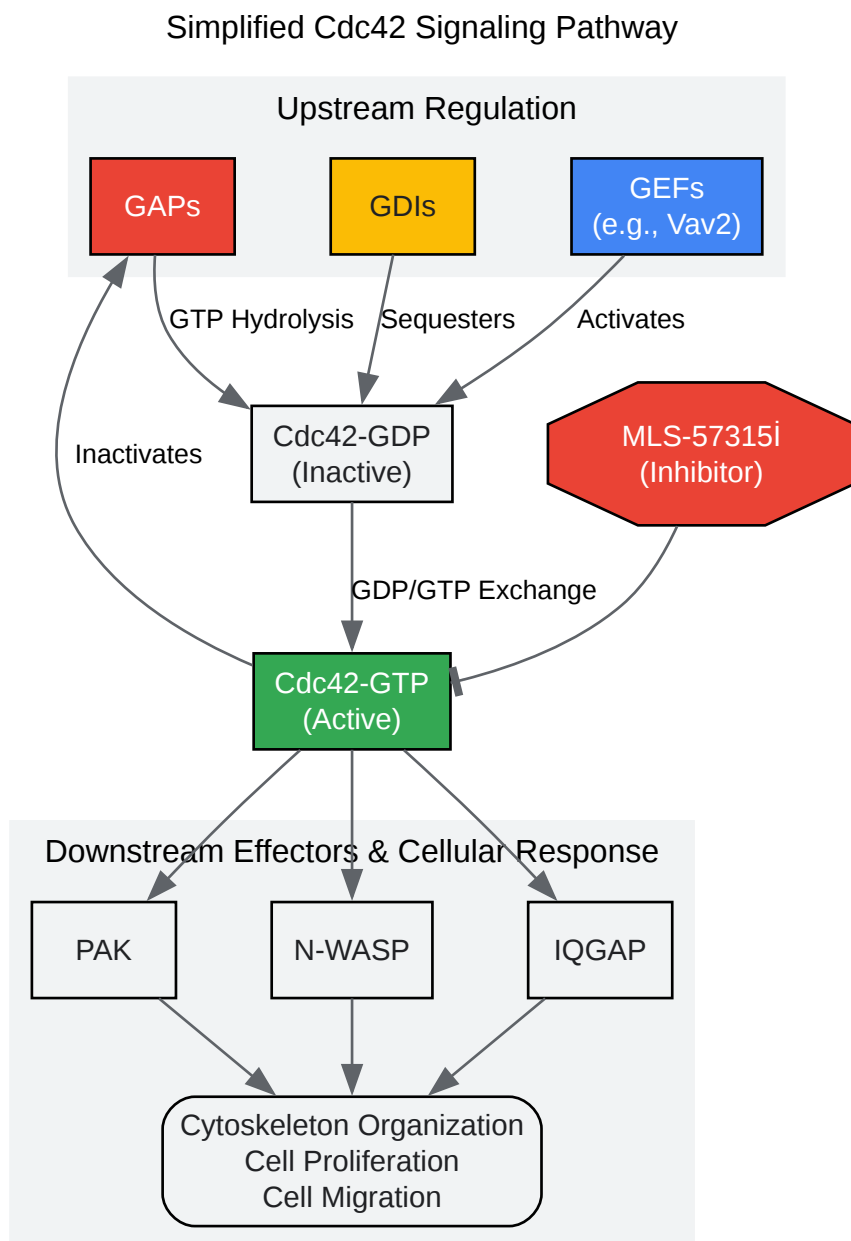 Simplified Cdc42 Signaling Pathway
Upstream Regulation
GAPs
GDIs
GEFs
(e.g., Vav2)
GTP Hydrolysis
Sequesters
Activates
Inactivates
Cdc42-GDP
(Inactive)
MLS-57315İ
(Inhibitor)
GDP/GTP Exchange
Cdc42-GTP
(Active)
Downstream Effectors & Cellular Response
PAK
N-WASP
IQGAP
Cytoskeleton Organization
Cell Proliferation
Cell Migration